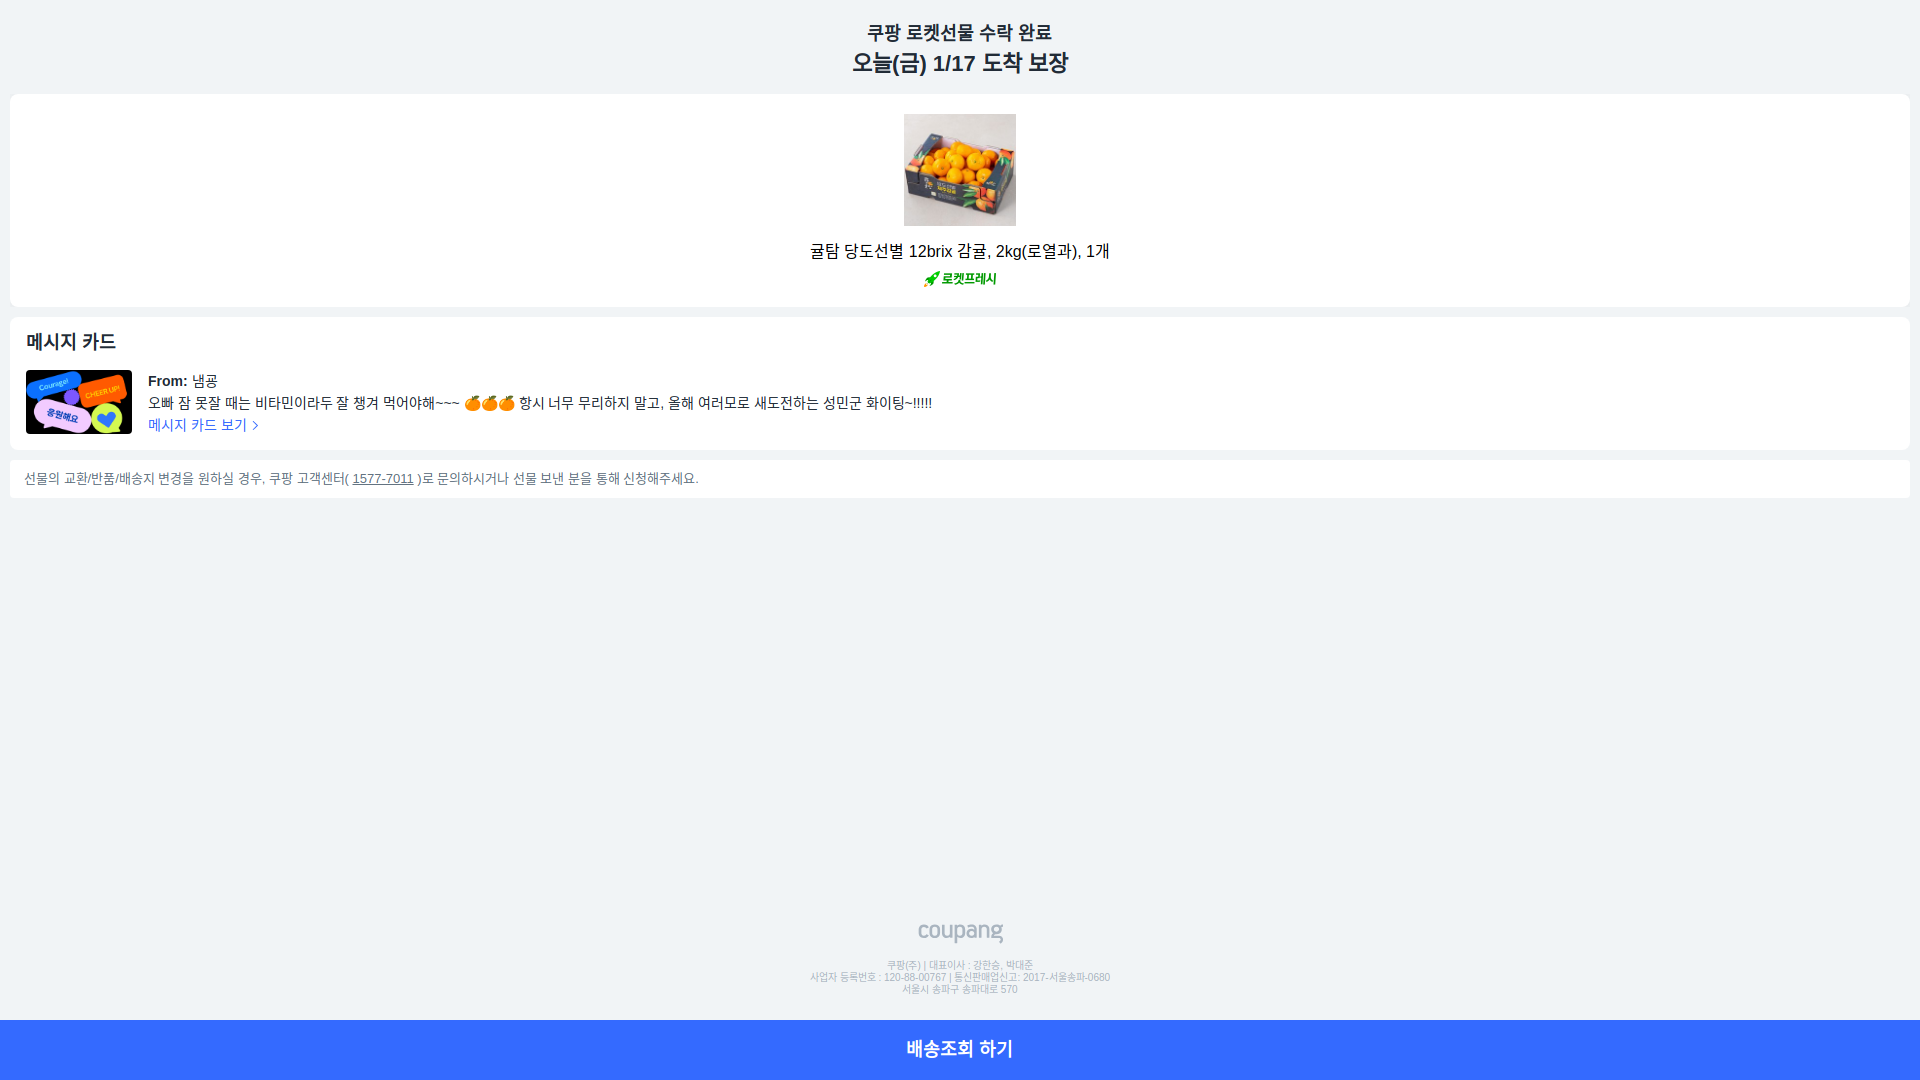 쿠팡 로켓선물 수락 완료
오늘(금) 1/17 도착 보장
귤탐 당도선별 12brix 감귤, 2kg(로열과), 1개
로켓프레시
메시지 카드
Courage!
CHEER UP!
응원해요
From: 냄굥
오빠 잠 못잘 때는 비타민이라두 잘 챙겨 먹어야해~~~ 🍊🍊🍊 항시 너무 무리하지 말고, 올해 여러모로 새도전하는 성민군 화이팅~!!!!!
메시지 카드 보기 >
선물의 교환/반품/배송지 변경을 원하실 경우, 쿠팡 고객센터( 1577-7011 )로 문의하시거나 선물 보낸 분을 통해 신청해주세요.
coupang
쿠팡(주) | 대표이사 : 강한승, 박대준
사업자 등록번호 : 120-88-00767 | 통신판매업신고: 2017-서울송파-0680
서울시 송파구 송파대로 570
배송조회 하기